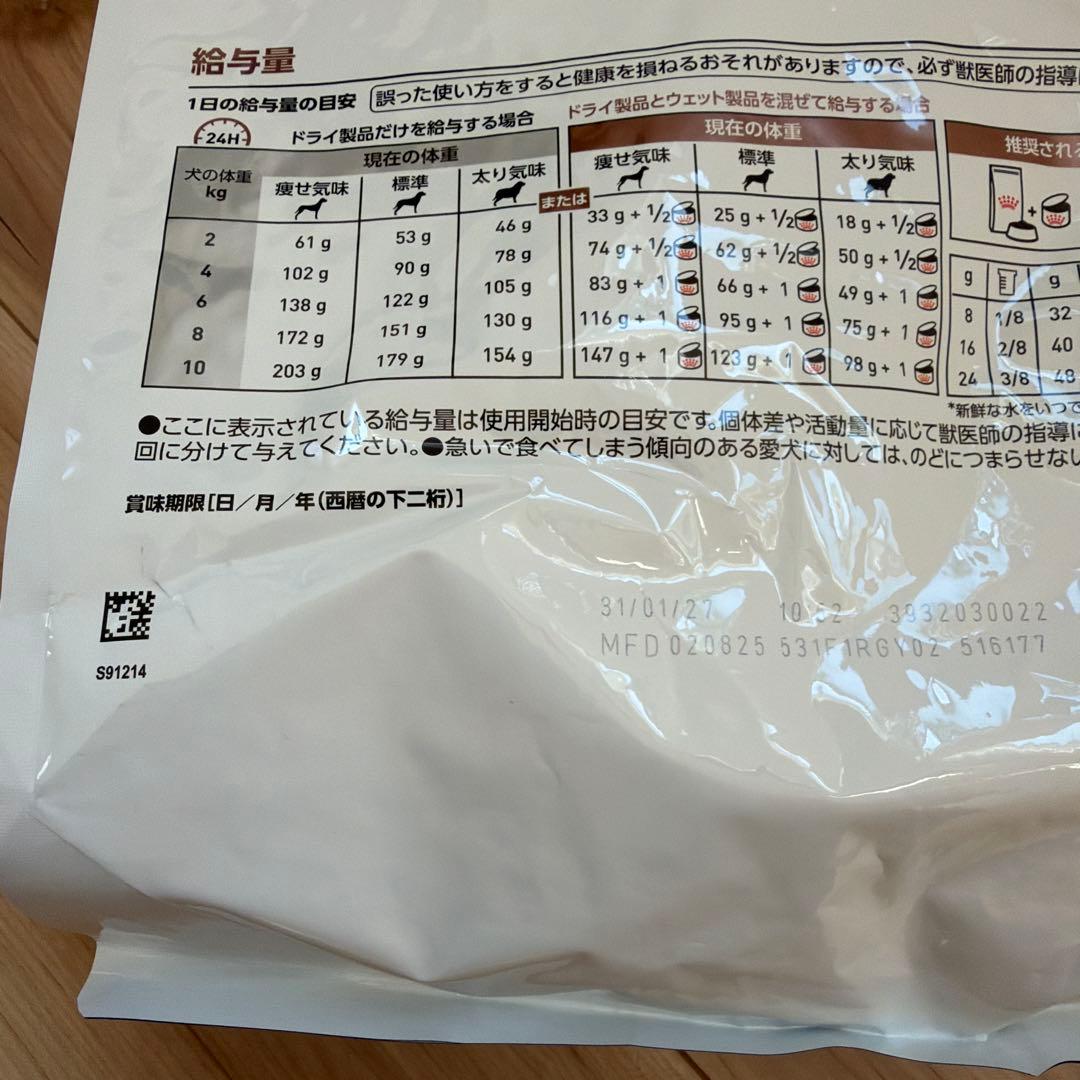 給与量
1日の給与量の目安 誤った使い方をすると健康を損ねるおそれがありますので、必ず獣医師の指導
24H ドライ製品だけを給与する場合 ドライ製品とウェット製品を混ぜて給与する場合
犬の体重 kg 現在の体重 現在の体重 推奨され
痩せ気味 標準 太り気味 または 痩せ気味 標準 太り気味
2 61 g 53 g 46 g 33 g + 1/2 25 g + 1/2 18 g + 1/2
4 102 g 90 g 78 g 74 g + 1/2 62 g + 1/2 50 g + 1/2
6 138 g 122 g 105 g 83 g + 1 66 g + 1 49 g + 1
8 172 g 151 g 130 g 116 g + 1 95 g + 1 75 g + 1
10 203 g 179 g 154 g 147 g + 1 123 g + 1 98 g + 1
g g
8 1/8 32
16 2/8 40
24 3/8 48
*新鮮な水をいつで
●ここに表示されている給与量は使用開始時の目安です。個体差や活動量に応じて獣医師の指導に
回に分けて与えてください。●急いで食べてしまう傾向のある愛犬に対しては、のどにつまらせない
賞味期限[日/月/年(西暦の下二桁)]
31/01/27 10:52 3932030022
MFD 020825 531F1RGY02 516177
S91214